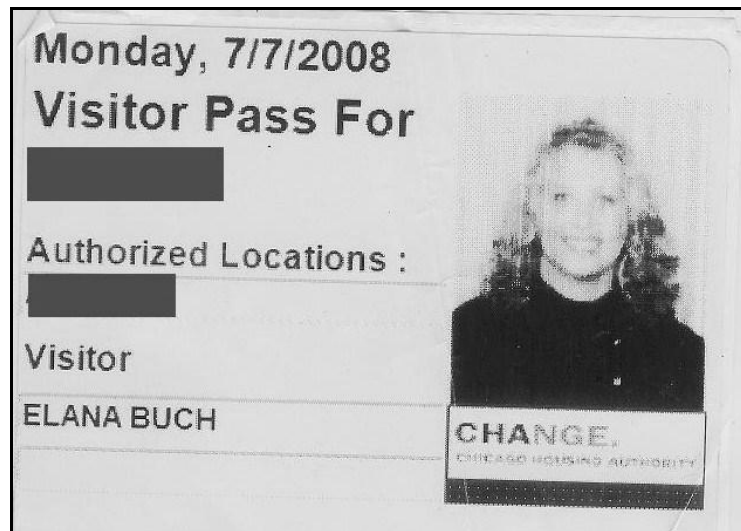 Monday, 7/7/2008
Visitor Pass For
Authorized Locations :
Visitor
ELANA BUCH
CHANGE.
CHICAGO HOUSING AUTHORITY